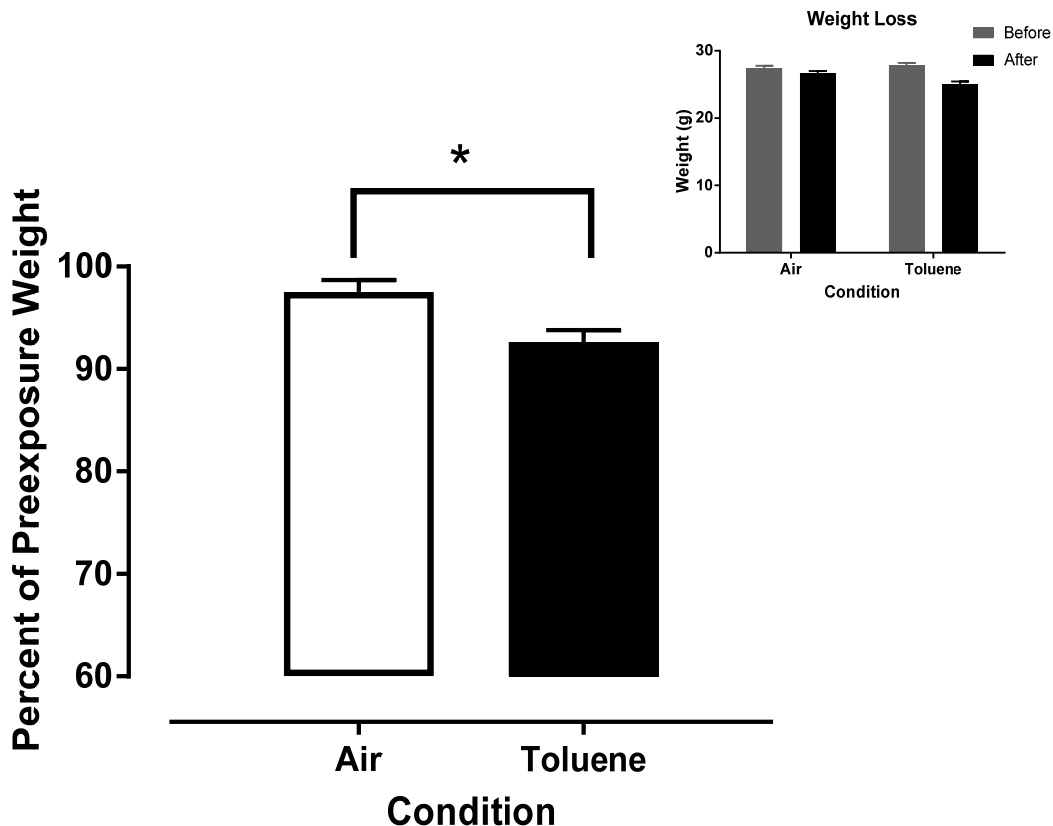 Weight Loss
Before
After
Weight (g)
30
20
10
0
Air Toluene
Condition
*
Percent of Preexposure Weight
100
90
80
70
60
Air Toluene
Condition